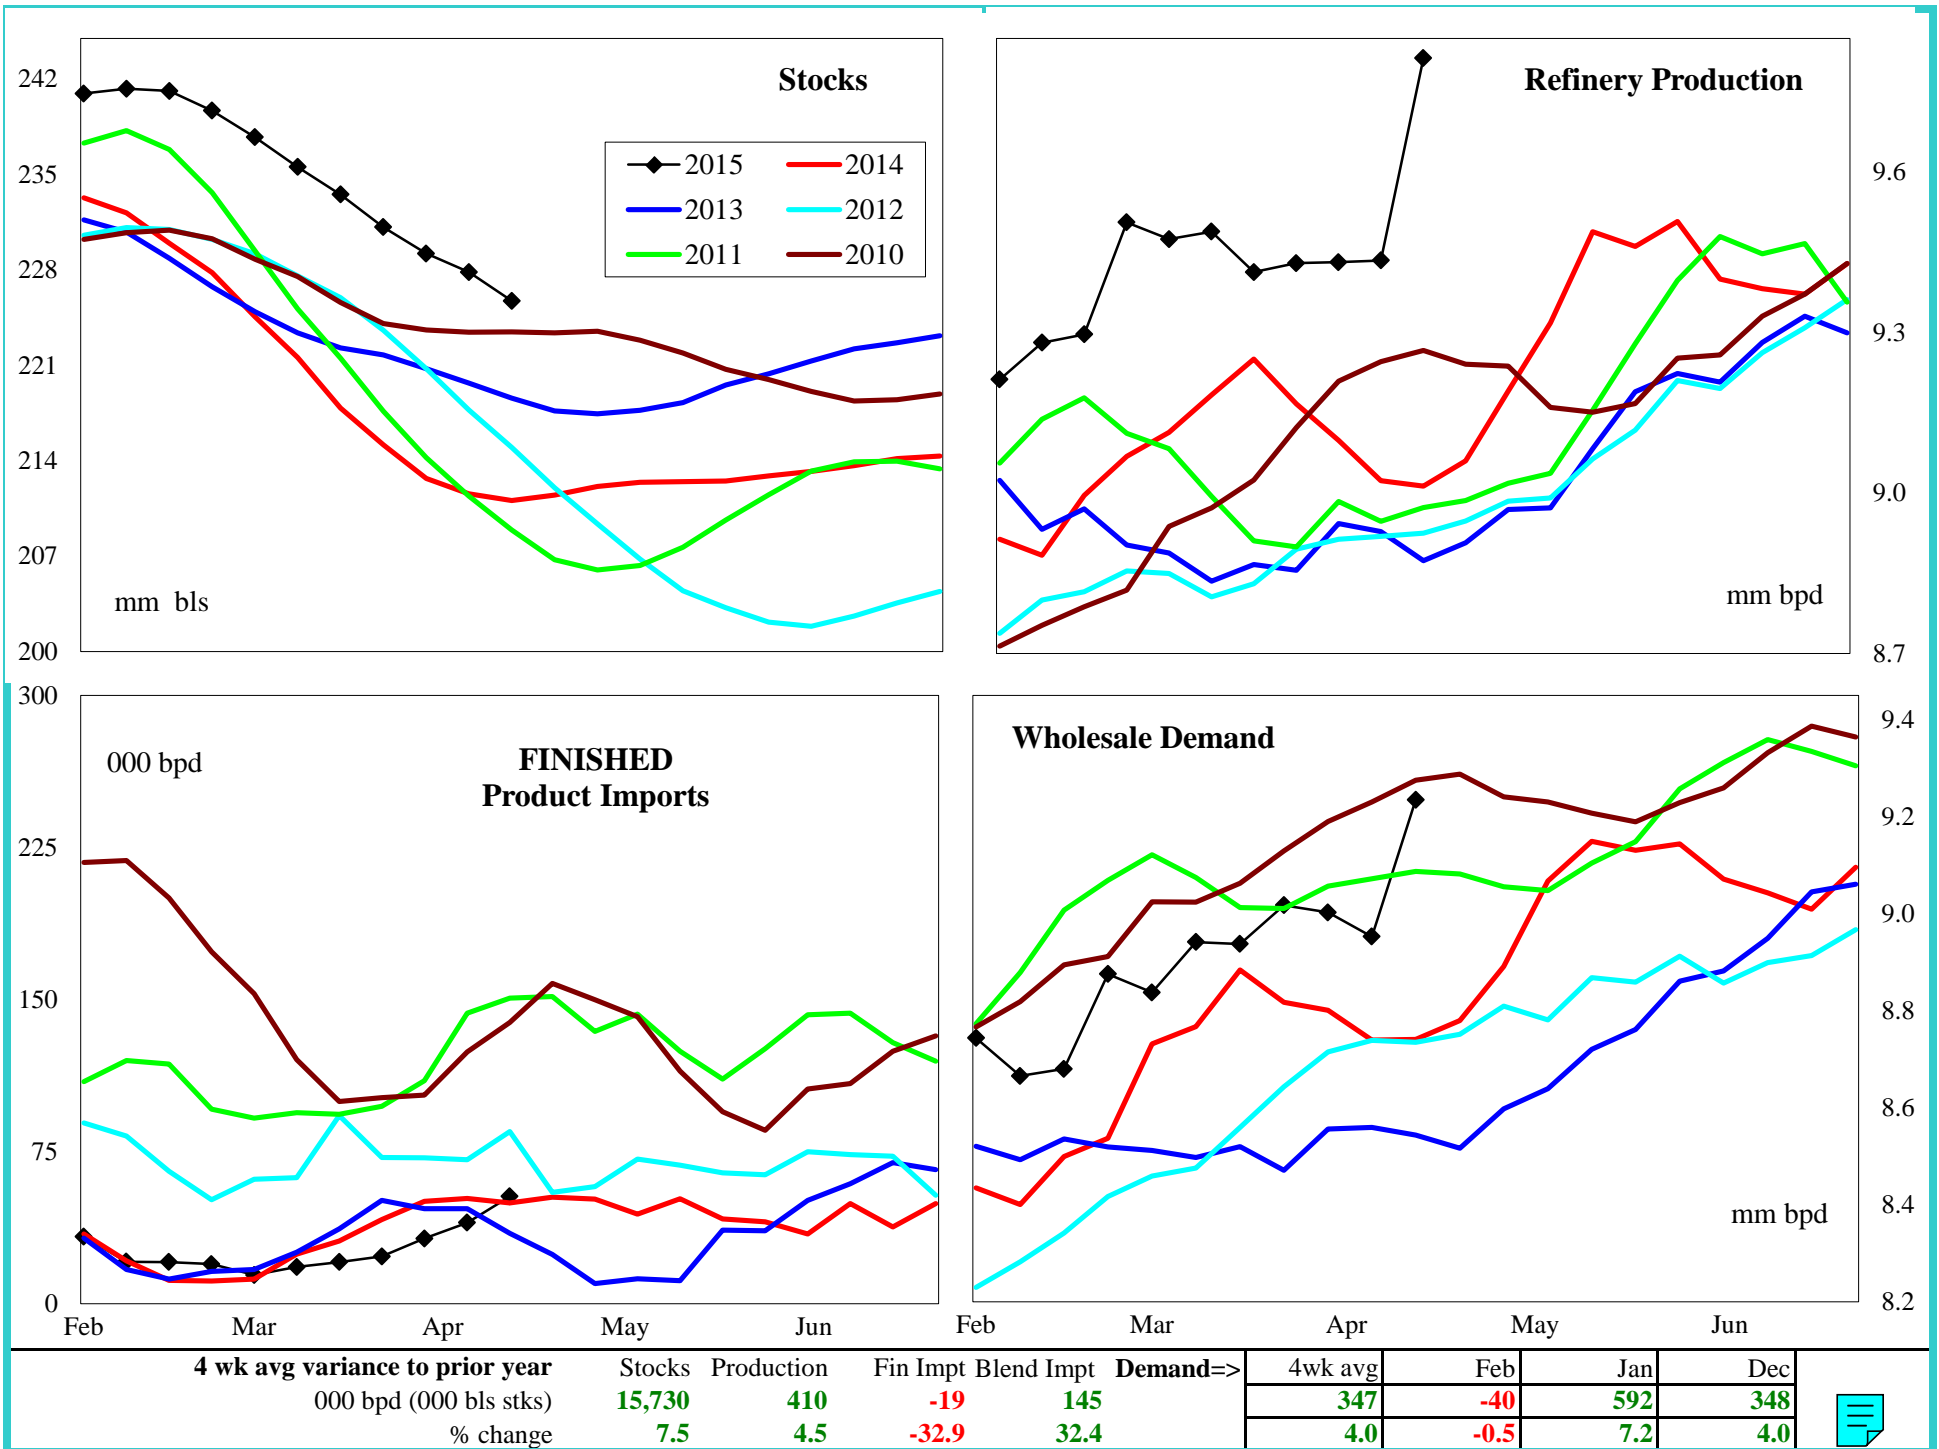 Stocks
242
235
228
221
214
207
200
2015 2014
2013 2012
2011 2010
mm bls
Refinery Production
9.6
9.3
9.0
8.7
mm bpd
300
225
150
75
0
000 bpd
FINISHED
Product Imports
Feb Mar Apr May Jun
Wholesale Demand
9.4
9.2
9.0
8.8
8.6
8.4
8.2
mm bpd
Feb Mar Apr May Jun
4 wk avg variance to prior year Stocks Production Fin Impt Blend Impt Demand=> 4wk avg Feb Jan Dec
000 bpd (000 bls stks) 15,730 410 -19 145 347 -40 592 348
% change 7.5 4.5 -32.9 32.4 4.0 -0.5 7.2 4.0